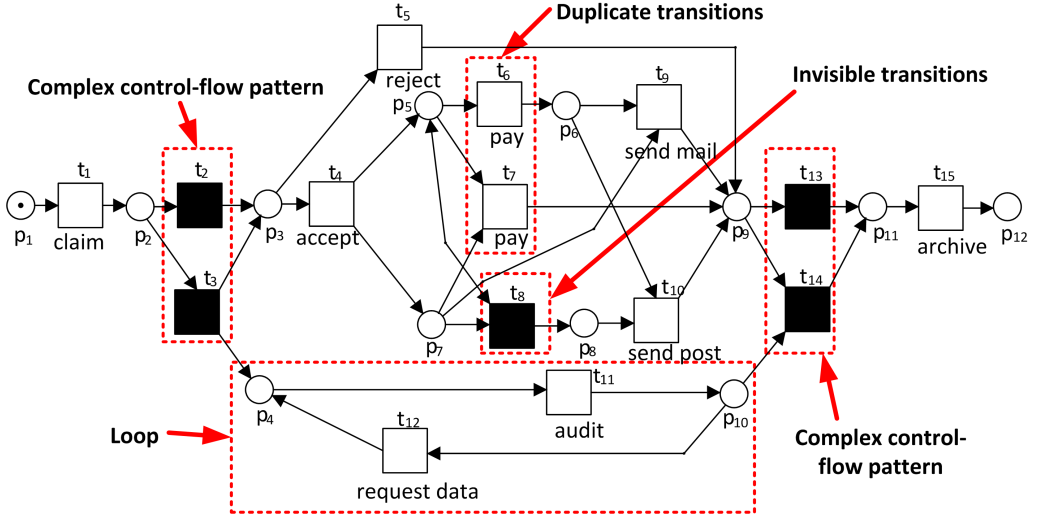 Duplicate transitions
t5
reject
Complex control-flow pattern
Invisible transitions
t6
t9
p5
p6
pay
send mail
t1
t2
t4
t7
t13
t15
claim
p1
p2
p3
accept
pay
p9
p11
archive
p12
t3
t8
t10
t14
p7
p8
send post
p4
t11
p10
audit
Loop
t12
request data
Complex control-
flow pattern